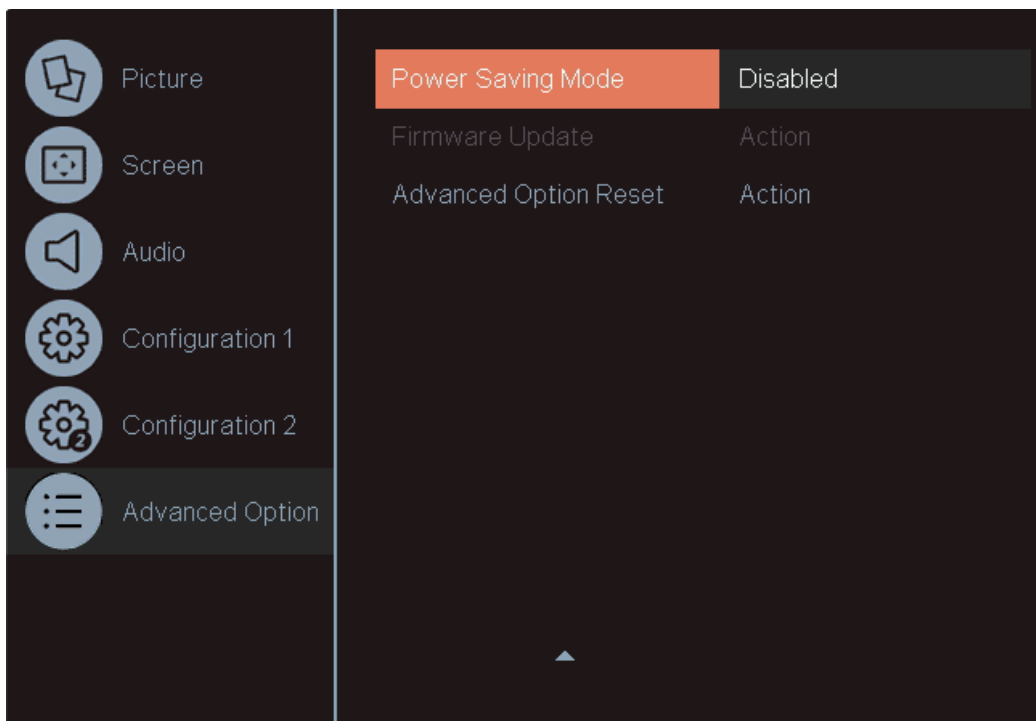 Picture
Screen
Audio
Configuration 1
Configuration 2
2
Advanced Option
Power Saving Mode Disabled
Firmware Update Action
Advanced Option Reset Action